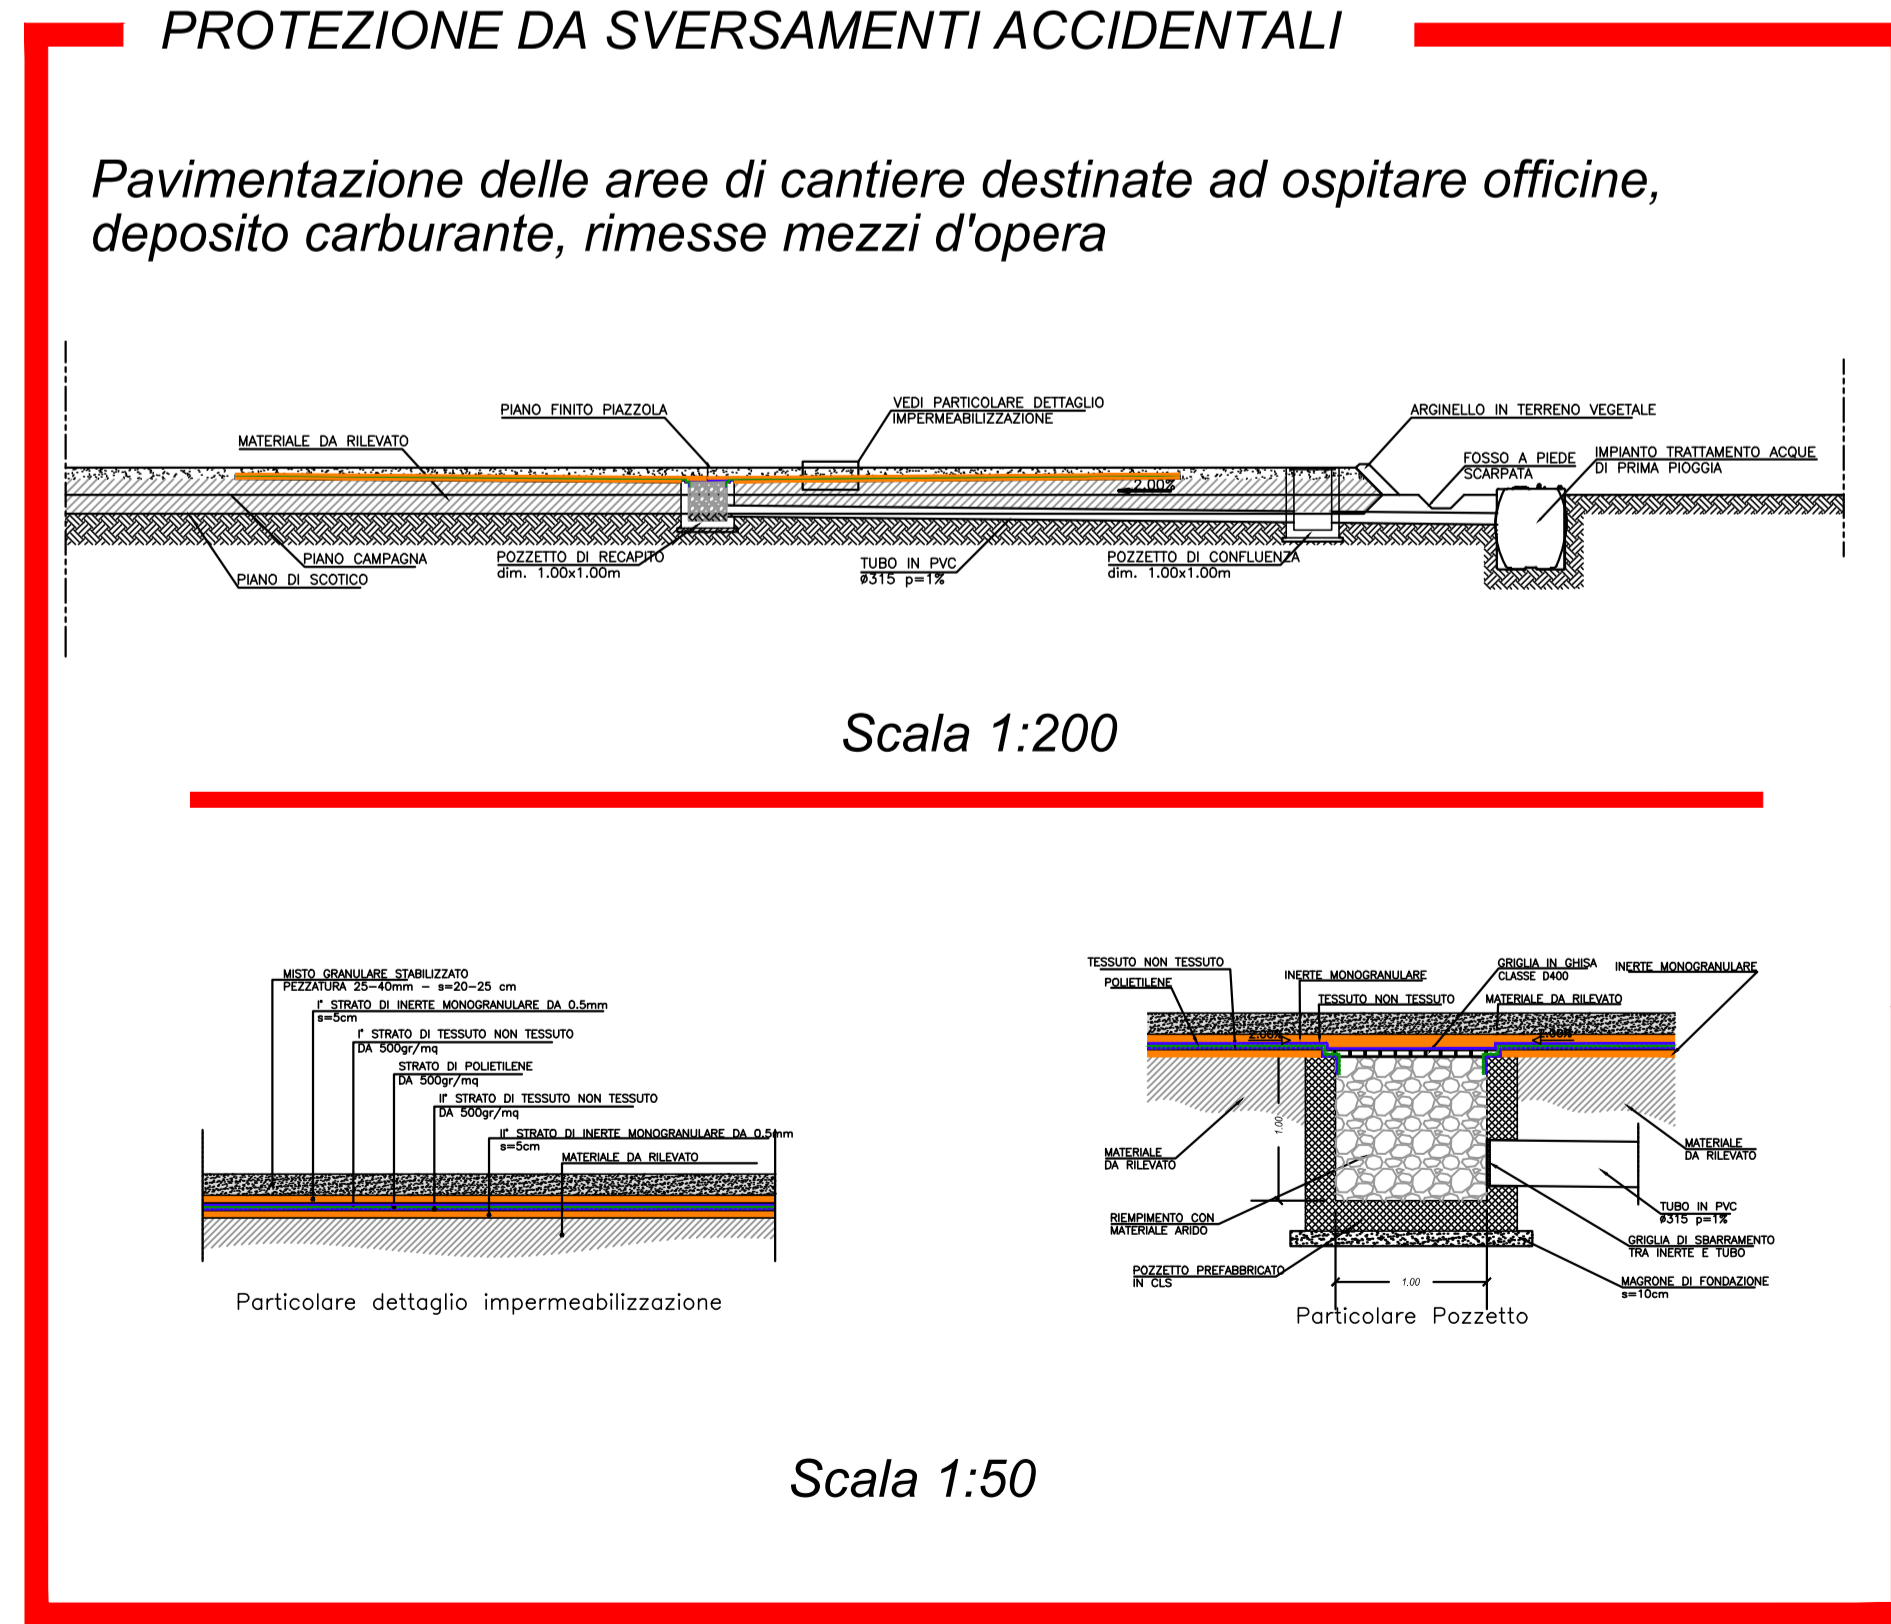 PROTEZIONE DA SVERSAMENTI ACCIDENTALI
Pavimentazione delle aree di cantiere destinate ad ospitare officine,
deposito carburante, rimesse mezzi d'opera
MATERIALE DA RILEVATO
PIANO FINITO PIAZZOLA
VEDI PARTICOLARE DETTAGLIO
IMPERMEABILIZZAZIONE
ARGINELLO IN TERRENO VEGETALE
FOSSO A PIEDE
SCARPATA
IMPIANTO TRATTAMENTO ACQUE
DI PRIMA PIOGGIA
2.00%
PIANO CAMPAGNA
PIANO DI SCOTICO
POZZETTO DI RECAPITO
dim. 1.00x1.00m
TUBO IN PVC
ø315 p=1%
POZZETTO DI CONFLUENZA
dim. 1.00x1.00m
Scala 1:200
MISTO GRANULARE STABILIZZATO
PEZZATURA 25-40mm - s=20-25 cm
I° STRATO DI INERTE MONOGRANULARE DA 0.5mm
s=5cm
I° STRATO DI TESSUTO NON TESSUTO
DA 500gr/mq
STRATO DI POLIETILENE
DA 500gr/mq
II° STRATO DI TESSUTO NON TESSUTO
DA 500gr/mq
II° STRATO DI INERTE MONOGRANULARE DA 0.5mm
s=5cm
MATERIALE DA RILEVATO
Particolare dettaglio impermeabilizzazione
TESSUTO NON TESSUTO
POLIETILENE
INERTE MONOGRANULARE
TESSUTO NON TESSUTO
GRIGLIA IN GHISA
CLASSE D400
INERTE MONOGRANULARE
MATERIALE DA RILEVATO
2.00%
2.00%
1.00
MATERIALE
DA RILEVATO
MATERIALE
DA RILEVATO
RIEMPIMENTO CON
MATERIALE ARIDO
TUBO IN PVC
ø315 p=1%
GRIGLIA DI SBARRAMENTO
TRA INERTE E TUBO
POZZETTO PREFABBRICATO
IN CLS
1.00
MAGRONE DI FONDAZIONE
s=10cm
Particolare Pozzetto
Scala 1:50